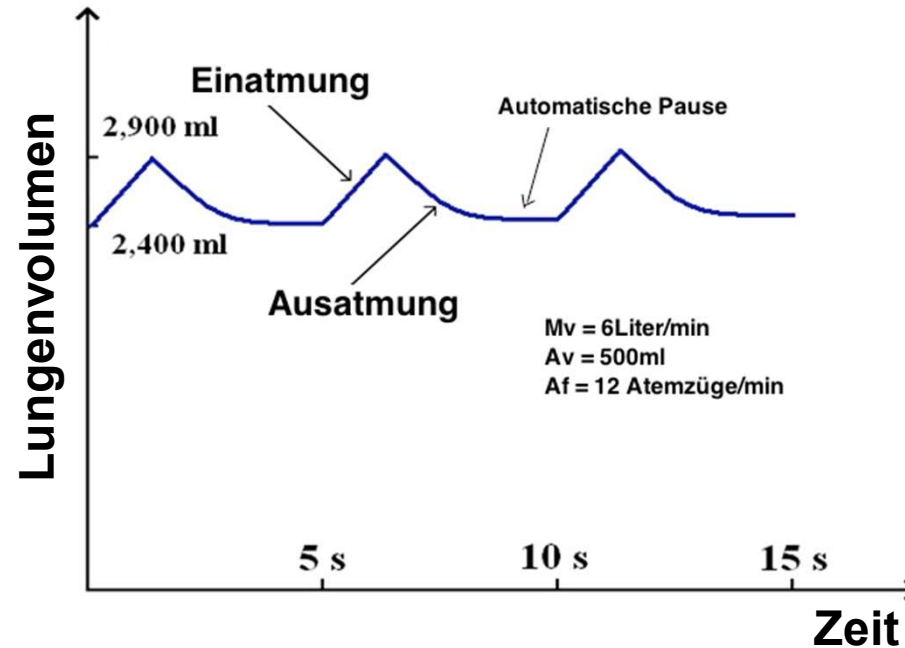 Lungenvolumen
Einatmung
Automatische Pause
2,900 ml
2,400 ml
Ausatmung
Mv = 6Liter/min
Av = 500ml
Af = 12 Atemzüge/min
5 s
10 s
15 s
Zeit